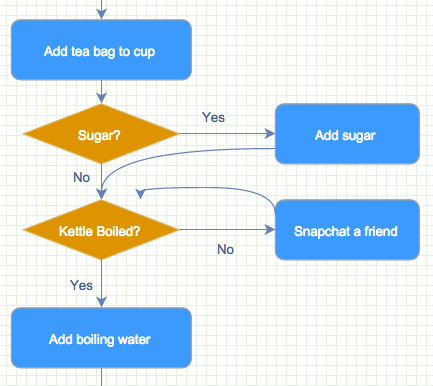 Add tea bag to cup
Sugar?
Yes
Add sugar
No
Kettle Boiled?
Snapchat a friend
No
Yes
Add boiling water